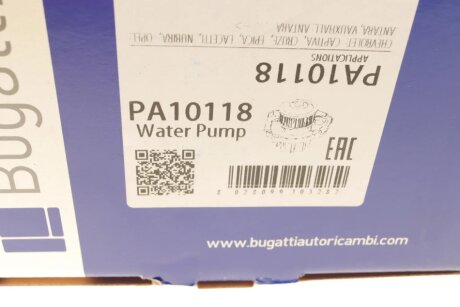 PA10118
APPLICATIONS
CHEVROLET: CAPTIVA, CRUZE, EPICA, LACETTI, NUBIRA, OPEL:
ANTARA, VAUXHALL: ANTARA
PA10118
Water Pump
EAC
www.bugattiautoricambi.com
Bugatti